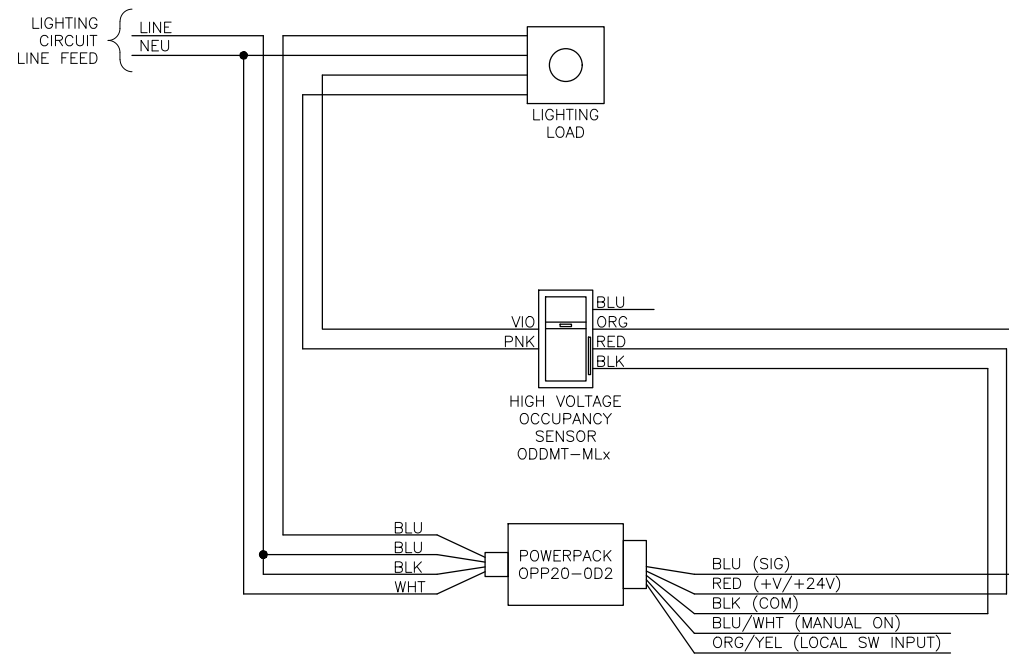 LIGHTING
CIRCUIT
LINE FEED
LINE
NEU
LIGHTING
LOAD
VIO
PNK
BLU
ORG
RED
BLK
HIGH VOLTAGE
OCCUPANCY
SENSOR
ODDMT-MLx
BLU
BLU
BLK
WHT
POWERPACK
OPP20-0D2
BLU (SIG)
RED (+V/+24V)
BLK (COM)
BLU/WHT (MANUAL ON)
ORG/YEL (LOCAL SW INPUT)